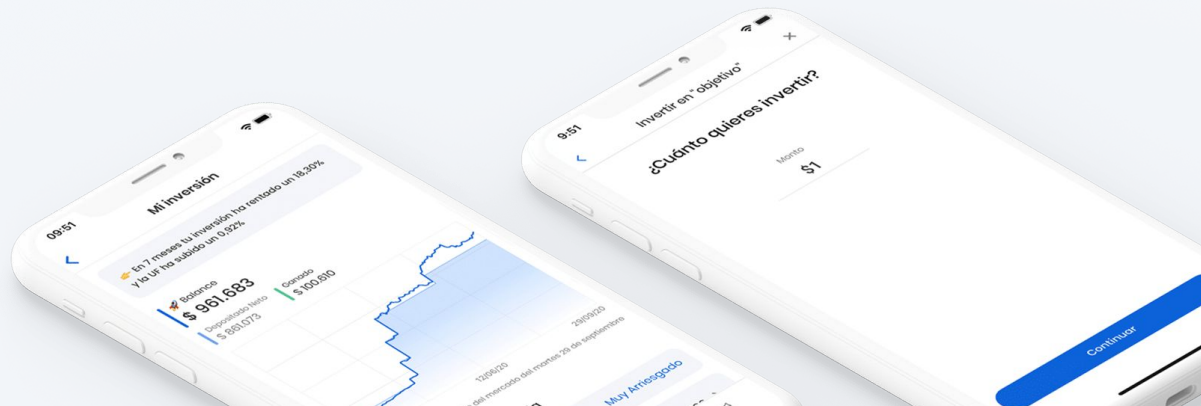 09:51
Mi inversión
👉 En 7 meses tu inversión ha rentado un 18,30%
y la UF ha subido un 0,92%
🚀 Balance
$ 961.683
Depositado Neto
$ 861.073
Ganado
$ 100.610
12/06/20
29/09/20
del mercado del martes 29 de septiembre
Muy Arriesgado
9:51
Invertir en "objetivo"
¿Cuánto quieres invertir?
Monto
$1
Continuar